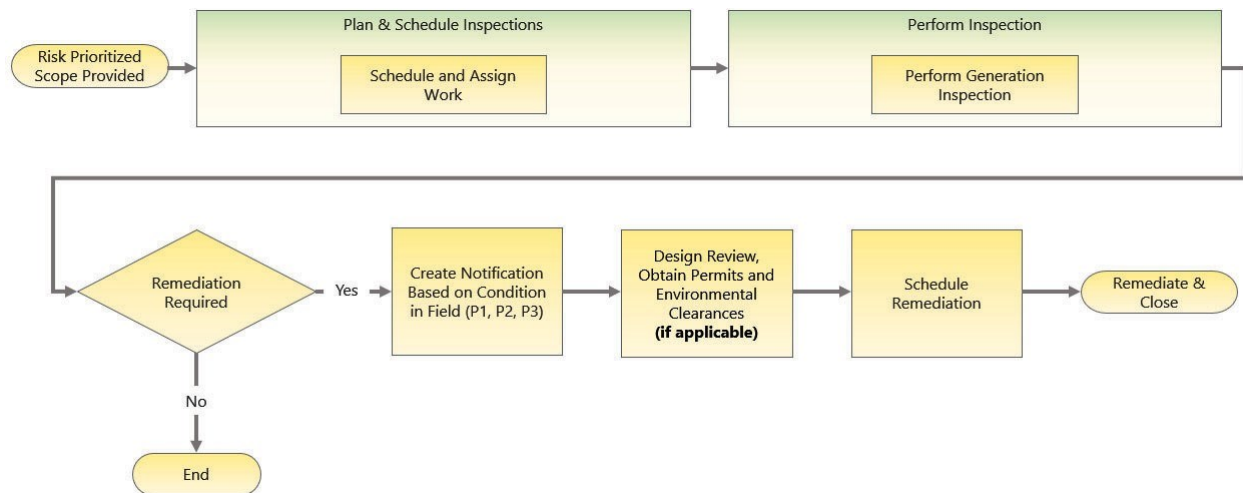 Plan & Schedule Inspections
Perform Inspection
Risk Prioritized
Scope Provided
Schedule and Assign
Work
Perform Generation
Inspection
Remediation
Required
Yes
Create Notification
Based on Condition
in Field (P1, P2, P3)
Design Review,
Obtain Permits and
Environmental
Clearances
(if applicable)
Schedule
Remediation
Remediate &
Close
No
End